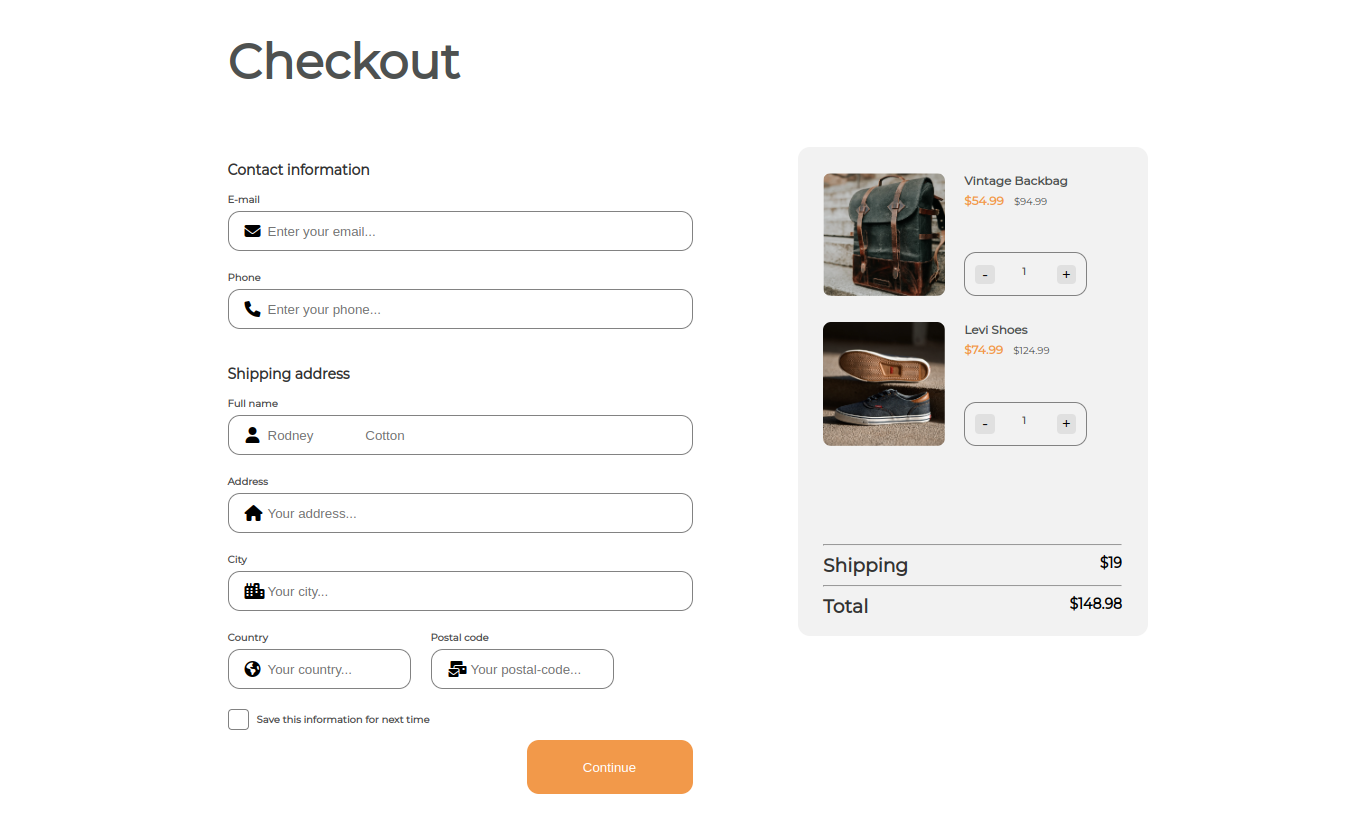 Checkout
Contact information
E-mail
Enter your email...
Phone
Enter your phone...
Shipping address
Full name
Rodney Cotton
Address
Your address...
City
Your city...
Country Postal code
Your country... Your postal-code...
Save this information for next time
Continue
Vintage Backbag
$54.99 $94.99
- 1 +
Levi Shoes
$74.99 $124.99
- 1 +
Shipping $19
Total $148.98